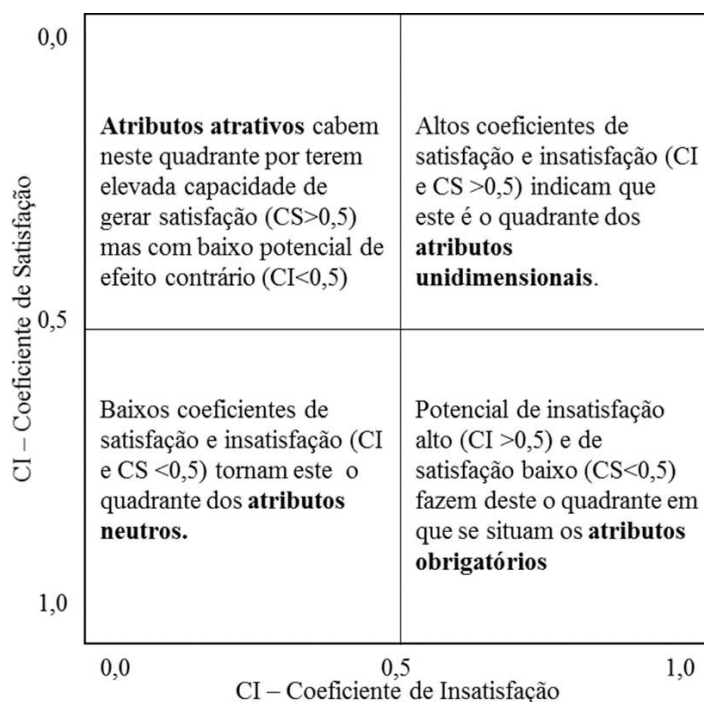 0,0
Atributos atrativos cabem
neste quadrante por terem
elevada capacidade de
gerar satisfação (CS>0,5)
mas com baixo potencial de
efeito contrário (CI<0,5)
Altos coeficientes de
satisfação e insatisfação (CI
e CS >0,5) indicam que
este é o quadrante dos
atributos
unidimensionais.
CI – Coeficiente de Satisfação
0,5
Baixos coeficientes de
satisfação e insatisfação (CI
e CS <0,5) tornam este o
quadrante dos atributos
neutros.
Potencial de insatisfação
alto (CI >0,5) e de
satisfação baixo (CS<0,5)
fazem deste o quadrante em
que se situam os atributos
obrigatórios
1,0
0,0
0,5
1,0
CI – Coeficiente de Insatisfação